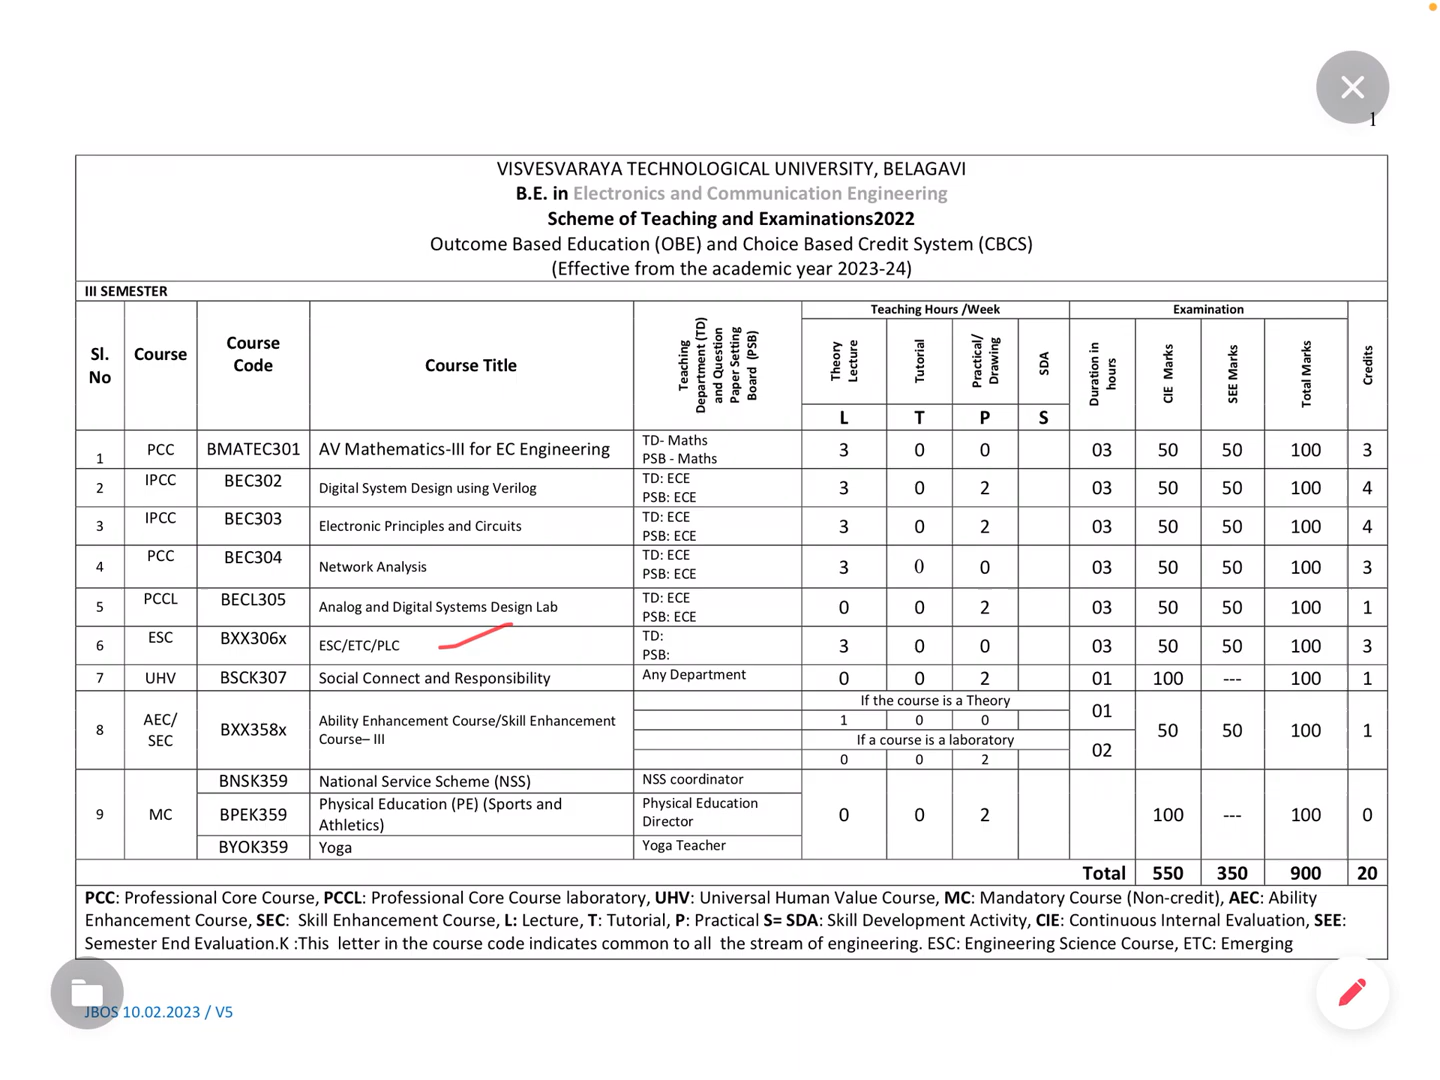 1
VISVESVARAYA TECHNOLOGICAL UNIVERSITY, BELAGAVI
B.E. in Electronics and Communication Engineering
Scheme of Teaching and Examinations2022
Outcome Based Education (OBE) and Choice Based Credit System (CBCS)
(Effective from the academic year 2023-24)
III SEMESTER
Sl. No Course Course Code Course Title Teaching Department (TD) and Question Paper Setting Board (PSB) Teaching Hours /Week Examination Credits
Theory Lecture Tutorial Practical/ Drawing SDA Duration in hours CIE Marks SEE Marks Total Marks
L T P S
1 PCC BMATEC301 AV Mathematics-III for EC Engineering TD- Maths PSB - Maths 3 0 0 03 50 50 100 3
2 IPCC BEC302 Digital System Design using Verilog TD: ECE PSB: ECE 3 0 2 03 50 50 100 4
3 IPCC BEC303 Electronic Principles and Circuits TD: ECE PSB: ECE 3 0 2 03 50 50 100 4
4 PCC BEC304 Network Analysis TD: ECE PSB: ECE 3 0 0 03 50 50 100 3
5 PCCL BECL305 Analog and Digital Systems Design Lab TD: ECE PSB: ECE 0 0 2 03 50 50 100 1
6 ESC BXX306x ESC/ETC/PLC TD: PSB: 3 0 0 03 50 50 100 3
7 UHV BSCK307 Social Connect and Responsibility Any Department 0 0 2 01 100 --- 100 1
8 AEC/ SEC BXX358x Ability Enhancement Course/Skill Enhancement Course– III If the course is a Theory 01 50 50 100 1
1 0 0
If a course is a laboratory 02
0 0 2
9 MC BNSK359 National Service Scheme (NSS) NSS coordinator 0 0 2 100 --- 100 0
BPEK359 Physical Education (PE) (Sports and Athletics) Physical Education Director
BYOK359 Yoga Yoga Teacher
Total 550 350 900 20
PCC: Professional Core Course, PCCL: Professional Core Course laboratory, UHV: Universal Human Value Course, MC: Mandatory Course (Non-credit), AEC: Ability
Enhancement Course, SEC: Skill Enhancement Course, L: Lecture, T: Tutorial, P: Practical S= SDA: Skill Development Activity, CIE: Continuous Internal Evaluation, SEE:
Semester End Evaluation.K :This letter in the course code indicates common to all the stream of engineering. ESC: Engineering Science Course, ETC: Emerging
JBOS 10.02.2023 / V5